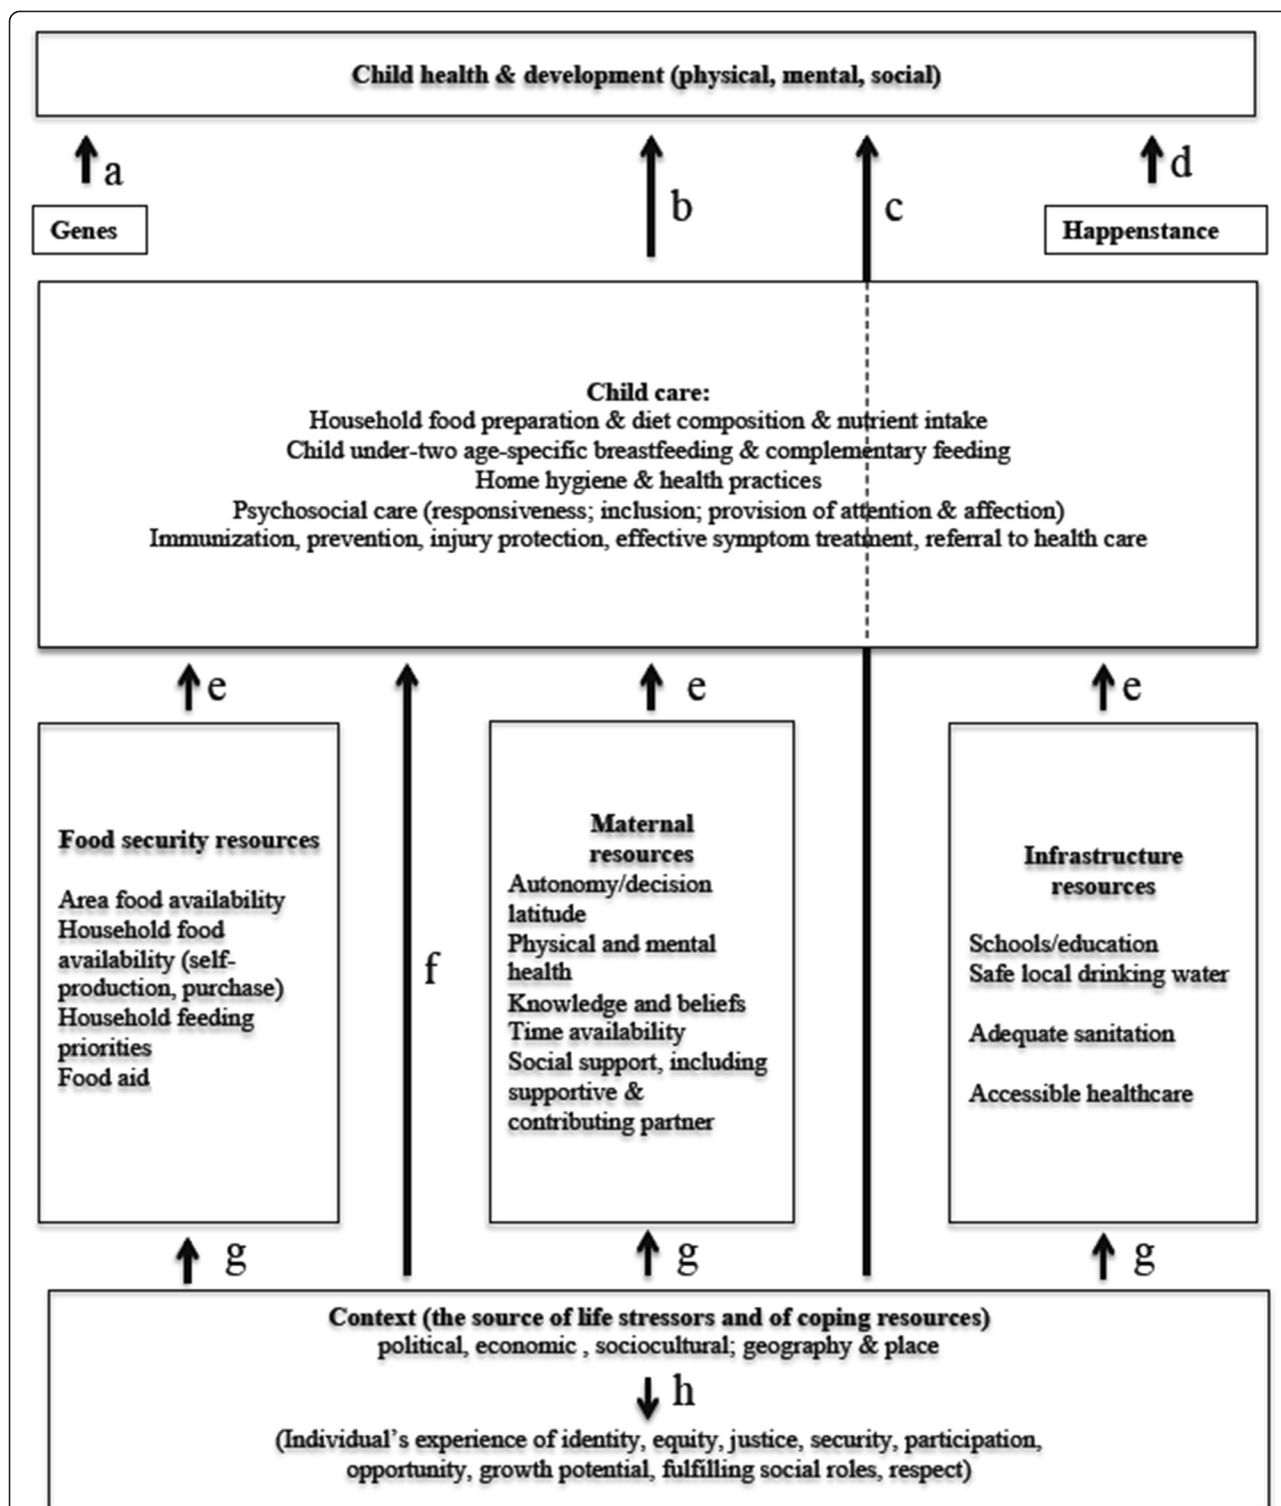 Child health & development (physical, mental, social)
a
b
c
d
Genes
Happenstance
Child care:
Household food preparation & diet composition & nutrient intake
Child under-two age-specific breastfeeding & complementary feeding
Home hygiene & health practices
Psychosocial care (responsiveness; inclusion; provision of attention & affection)
Immunization, prevention, injury protection, effective symptom treatment, referral to health care
e
e
e
Food security resources
Area food availability
Household food
availability (self-
production, purchase)
Household feeding
priorities
Food aid
f
Maternal
resources
Autonomy/decision
latitude
Physical and mental
health
Knowledge and beliefs
Time availability
Social support, including
supportive &
contributing partner
Infrastructure
resources
Schools/education
Safe local drinking water
Adequate sanitation
Accessible healthcare
g
g
g
Context (the source of life stressors and of coping resources)
political, economic , sociocultural; geography & place
h
(Individual's experience of identity, equity, justice, security, participation,
opportunity, growth potential, fulfilling social roles, respect)